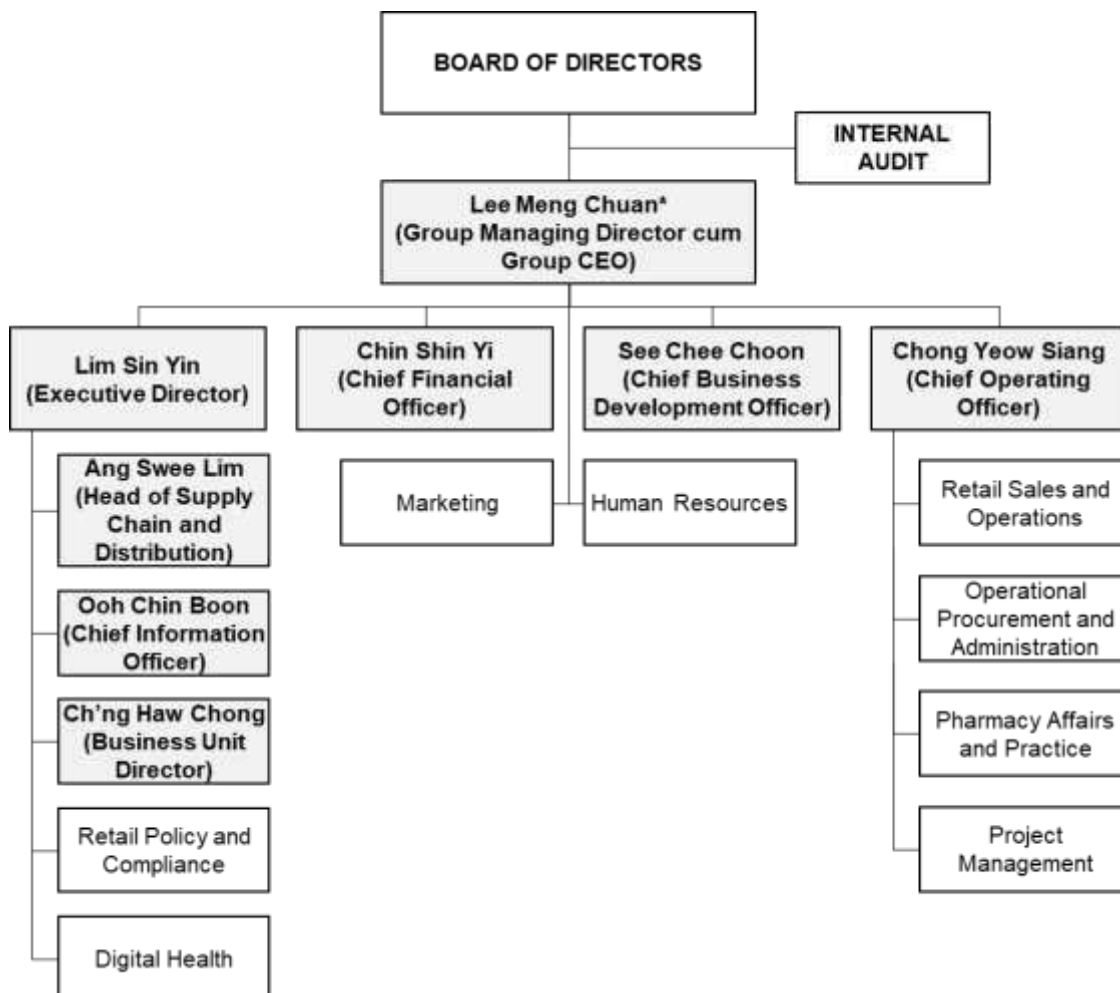 BOARD OF DIRECTORS
INTERNAL
AUDIT
Lee Meng Chuan*
(Group Managing Director cum
Group CEO)
Lim Sin Yin
(Executive Director)
Chin Shin Yi
(Chief Financial
Officer)
See Chee Choon
(Chief Business
Development Officer)
Chong Yeow Siang
(Chief Operating
Officer)
Ang Swee Lim
(Head of Supply
Chain and
Distribution)
Ooh Chin Boon
(Chief Information
Officer)
Ch’ng Haw Chong
(Business Unit
Director)
Retail Policy and
Compliance
Digital Health
Marketing
Human Resources
Retail Sales and
Operations
Operational
Procurement and
Administration
Pharmacy Affairs
and Practice
Project
Management